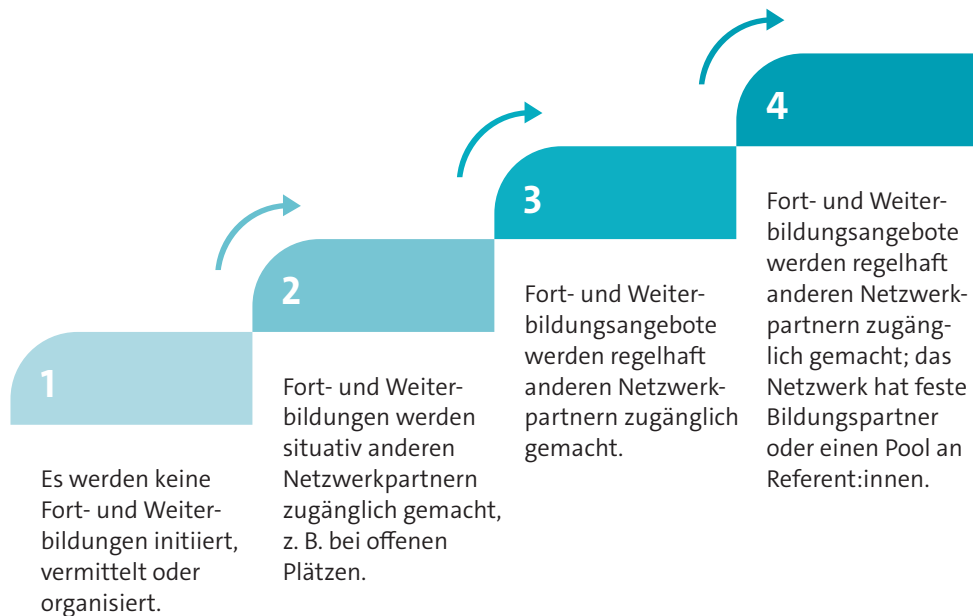 1
Es werden keine
Fort- und Weiter-
bildungen initiiert,
vermittelt oder
organisiert.
2
Fort- und Weiter-
bildungen werden
situativ anderen
Netzwerkpartnern
zugänglich gemacht,
z. B. bei offenen
Plätzen.
3
Fort- und Weiter-
bildungsangebote
werden regelhaft
anderen Netzwerk-
partnern zugänglich
gemacht.
4
Fort- und Weiter-
bildungsangebote
werden regelhaft
anderen Netzwerk-
partnern zugäng-
lich gemacht; das
Netzwerk hat feste
Bildungspartner
oder einen Pool an
Referent:innen.